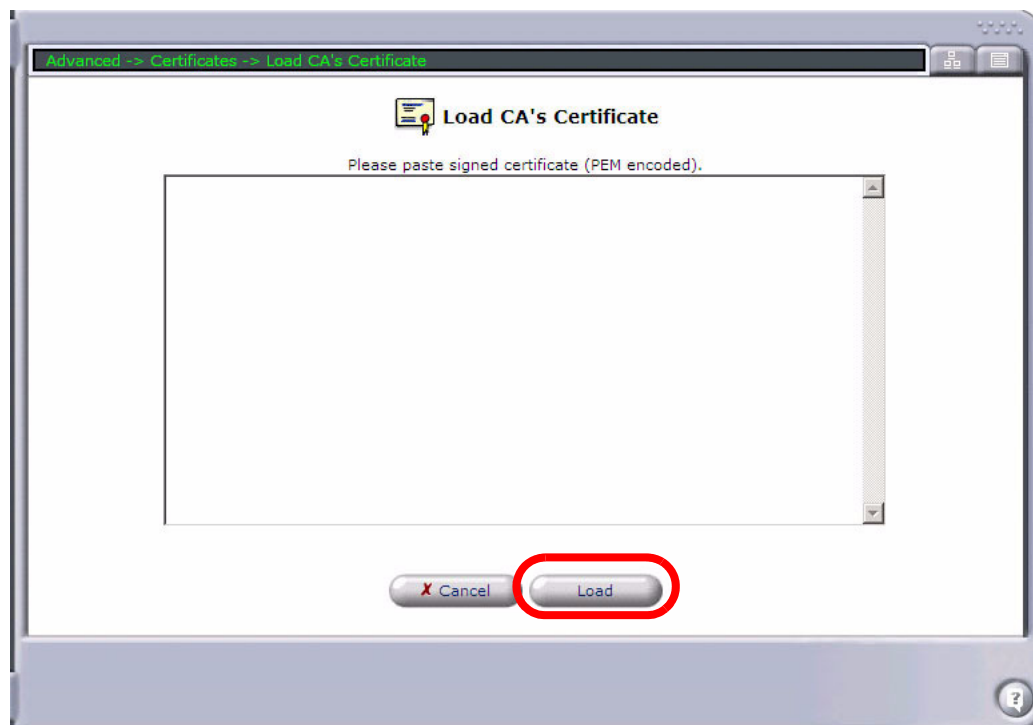 Advanced -> Certificates -> Load CA's Certificate
Load CA's Certificate
Please paste signed certificate (PEM encoded).
✗ Cancel
Load
?